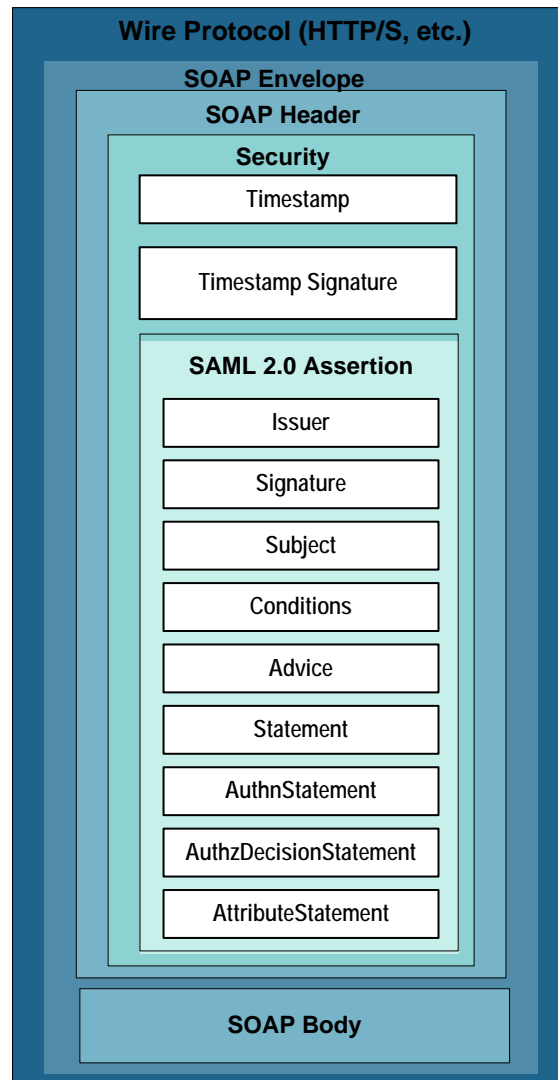 Wire Protocol (HTTP/S, etc.)
SOAP Envelope
SOAP Header
Security
Timestamp
Timestamp Signature
SAML 2.0 Assertion
Issuer
Signature
Subject
Conditions
Advice
Statement
AuthnStatement
AuthzDecisionStatement
AttributeStatement
SOAP Body